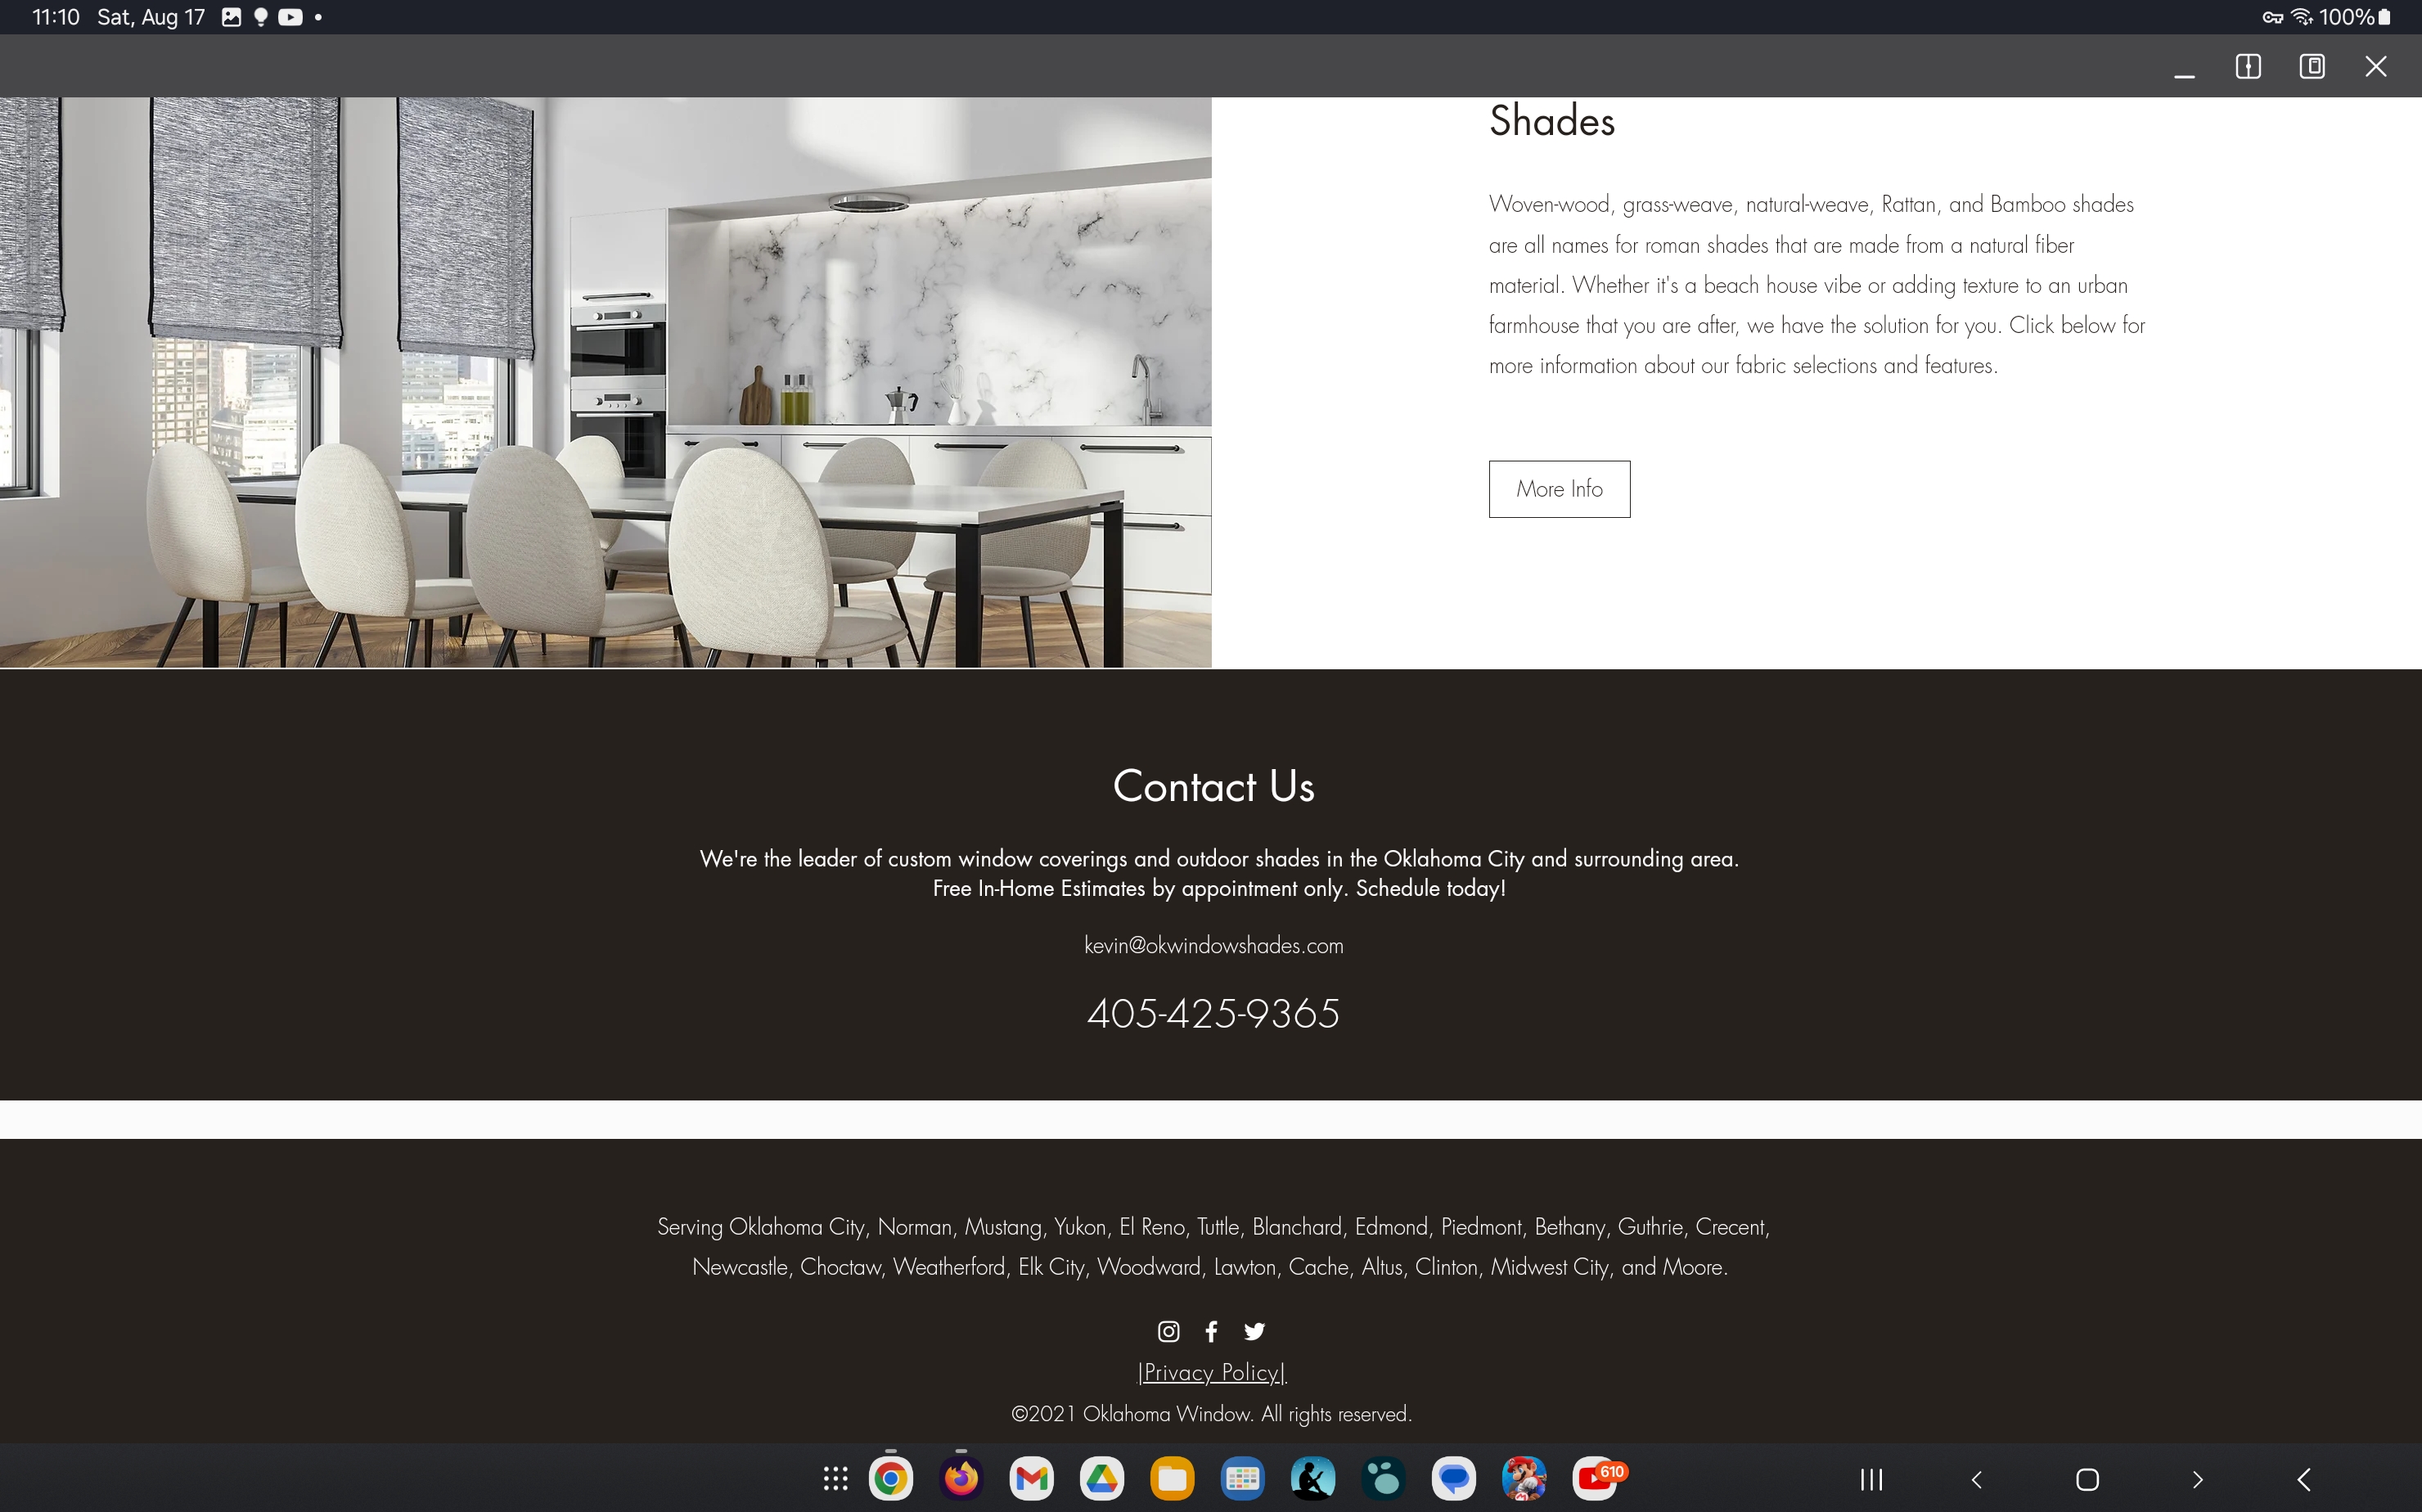 11:10 Sat, Aug 17
100%
Shades
Woven-wood, grass-weave, natural-weave, Rattan, and Bamboo shades
are all names for roman shades that are made from a natural fiber
material. Whether it's a beach house vibe or adding texture to an urban
farmhouse that you are after, we have the solution for you. Click below for
more information about our fabric selections and features.
More Info
Contact Us
We're the leader of custom window coverings and outdoor shades in the Oklahoma City and surrounding area.
Free In-Home Estimates by appointment only. Schedule today!
kevin@okwindowshades.com
405-425-9365
Serving Oklahoma City, Norman, Mustang, Yukon, El Reno, Tuttle, Blanchard, Edmond, Piedmont, Bethany, Guthrie, Crecent,
Newcastle, Choctaw, Weatherford, Elk City, Woodward, Lawton, Cache, Altus, Clinton, Midwest City, and Moore.
|Privacy Policy|
©2021 Oklahoma Window. All rights reserved.
610